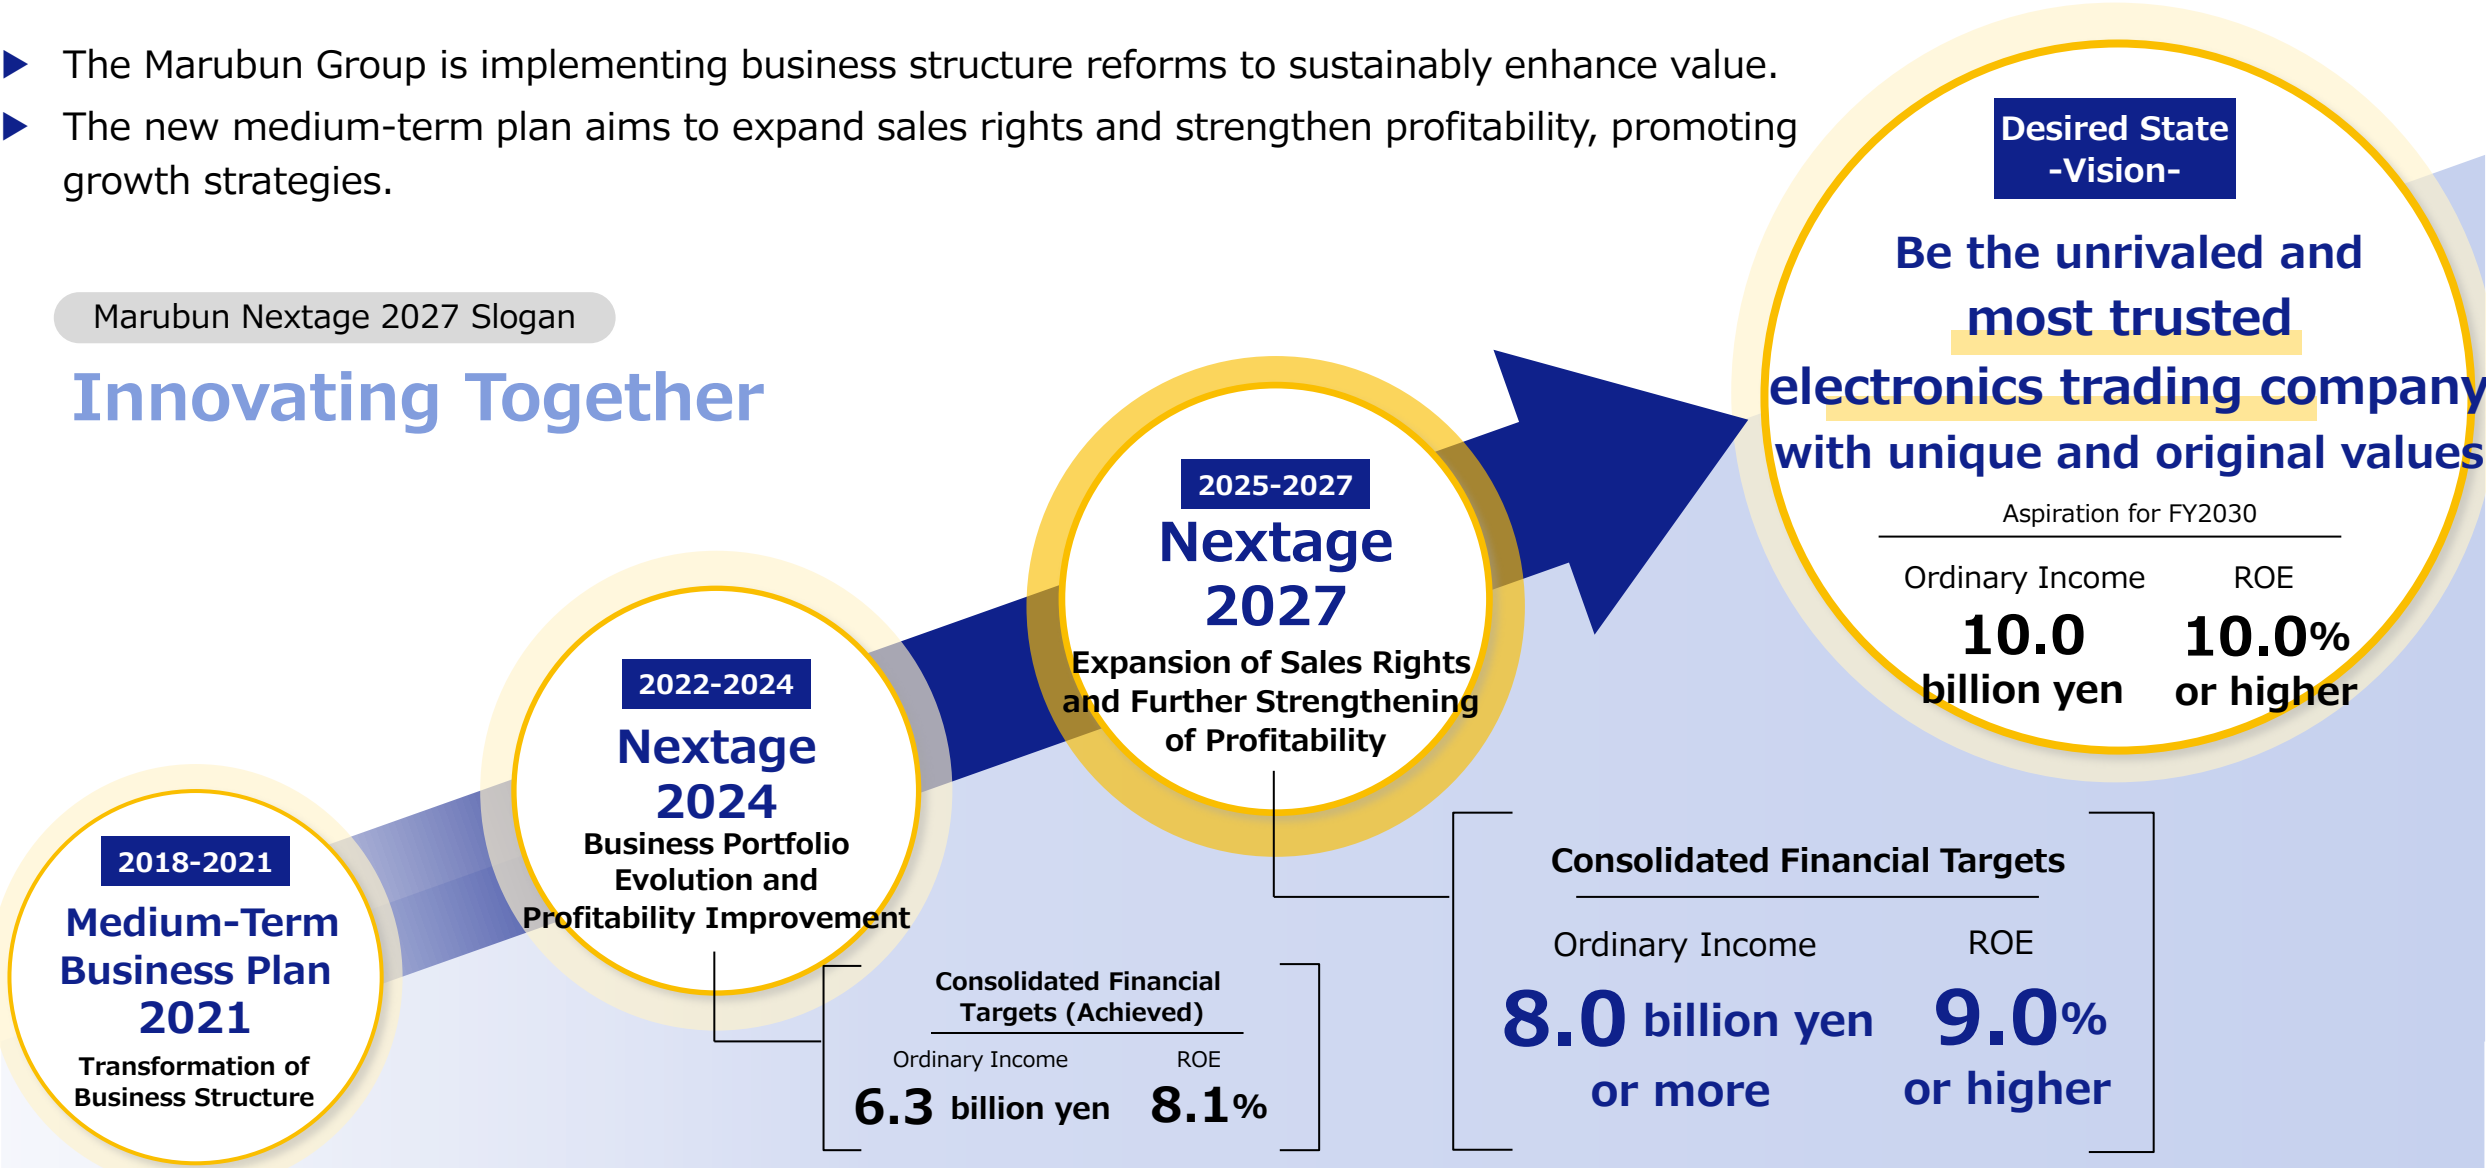 The Marubun Group is implementing business structure reforms to sustainably enhance value.
The new medium-term plan aims to expand sales rights and strengthen profitability, promoting
growth strategies.
Marubun Nextage 2027 Slogan
Innovating Together
2018-2021
Medium-Term
Business Plan
2021
Transformation of
Business Structure
2022-2024
Nextage
2024
Business Portfolio
Evolution and
Profitability Improvement
Consolidated Financial
Targets (Achieved)
Ordinary Income ROE
6.3 billion yen 8.1%
2025-2027
Nextage
2027
Expansion of Sales Rights
and Further Strengthening
of Profitability
Consolidated Financial Targets
Ordinary Income ROE
8.0 billion yen 9.0%
or more or higher
Desired State
-Vision-
Be the unrivaled and
most trusted
electronics trading company
with unique and original values
Aspiration for FY2030
Ordinary Income ROE
10.0 10.0%
billion yen or higher